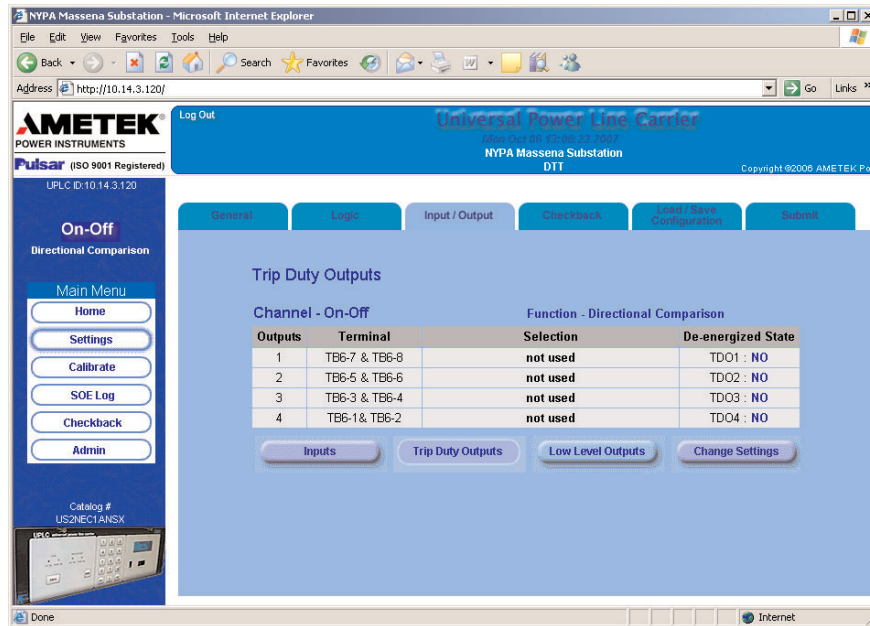 NYPA Massena Substation - Microsoft Internet Explorer
File Edit View Favorites Tools Help
Back Search Favorites
Address http://10.14.3.120/ Go Links »
AMETEK®
POWER INSTRUMENTS
Pulsar (ISO 9001 Registered)
Log Out
Universal Power Line Carrier
Mon Oct 08 13:06:23 2007
NYPA Massena Substation
DTT
Copyright ©2006 AMETEK Po
UPLC ID:10.14.3.120
On-Off
Directional Comparison
Main Menu
Home
Settings
Calibrate
SOE Log
Checkback
Admin
Catalog #
US2NEC1ANSX
UPLC
General Logic Input / Output Checkback Load / Save Configuration Submit
Trip Duty Outputs
Channel - On-Off Function - Directional Comparison
Outputs Terminal Selection De-energized State
1 TB6-7 & TB6-8 not used TDO1 : NO
2 TB6-5 & TB6-6 not used TDO2 : NO
3 TB6-3 & TB6-4 not used TDO3 : NO
4 TB6-1& TB6-2 not used TDO4 : NO
Inputs Trip Duty Outputs Low Level Outputs Change Settings
Done Internet